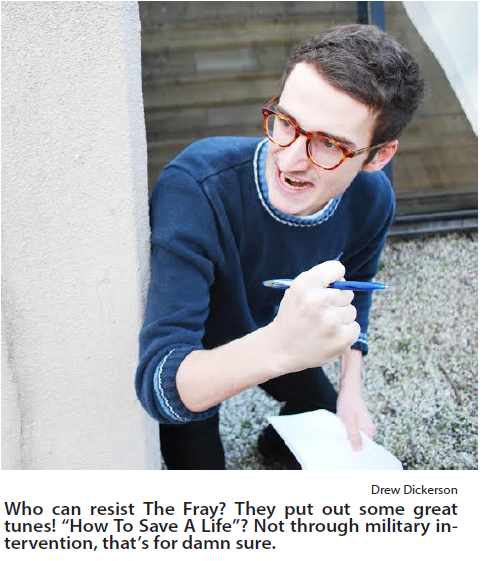 Drew Dickerson
Who can resist The Fray? They put out some great
tunes! “How To Save A Life”? Not through military in-
tervention, that’s for damn sure.